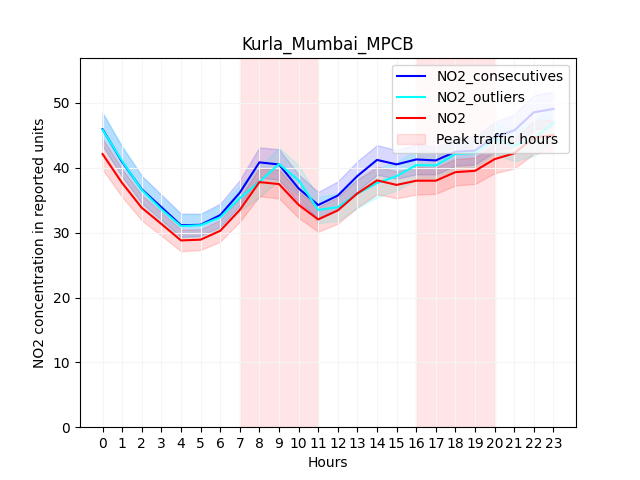 Kurla_Mumbai_MPCB
NO2_consecutives
NO2_outliers
NO2
Peak traffic hours
NO2 concentration in reported units
50
40
30
20
10
0
0 1 2 3 4 5 6 7 8 9 10 11 12 13 14 15 16 17 18 19 20 21 22 23
Hours